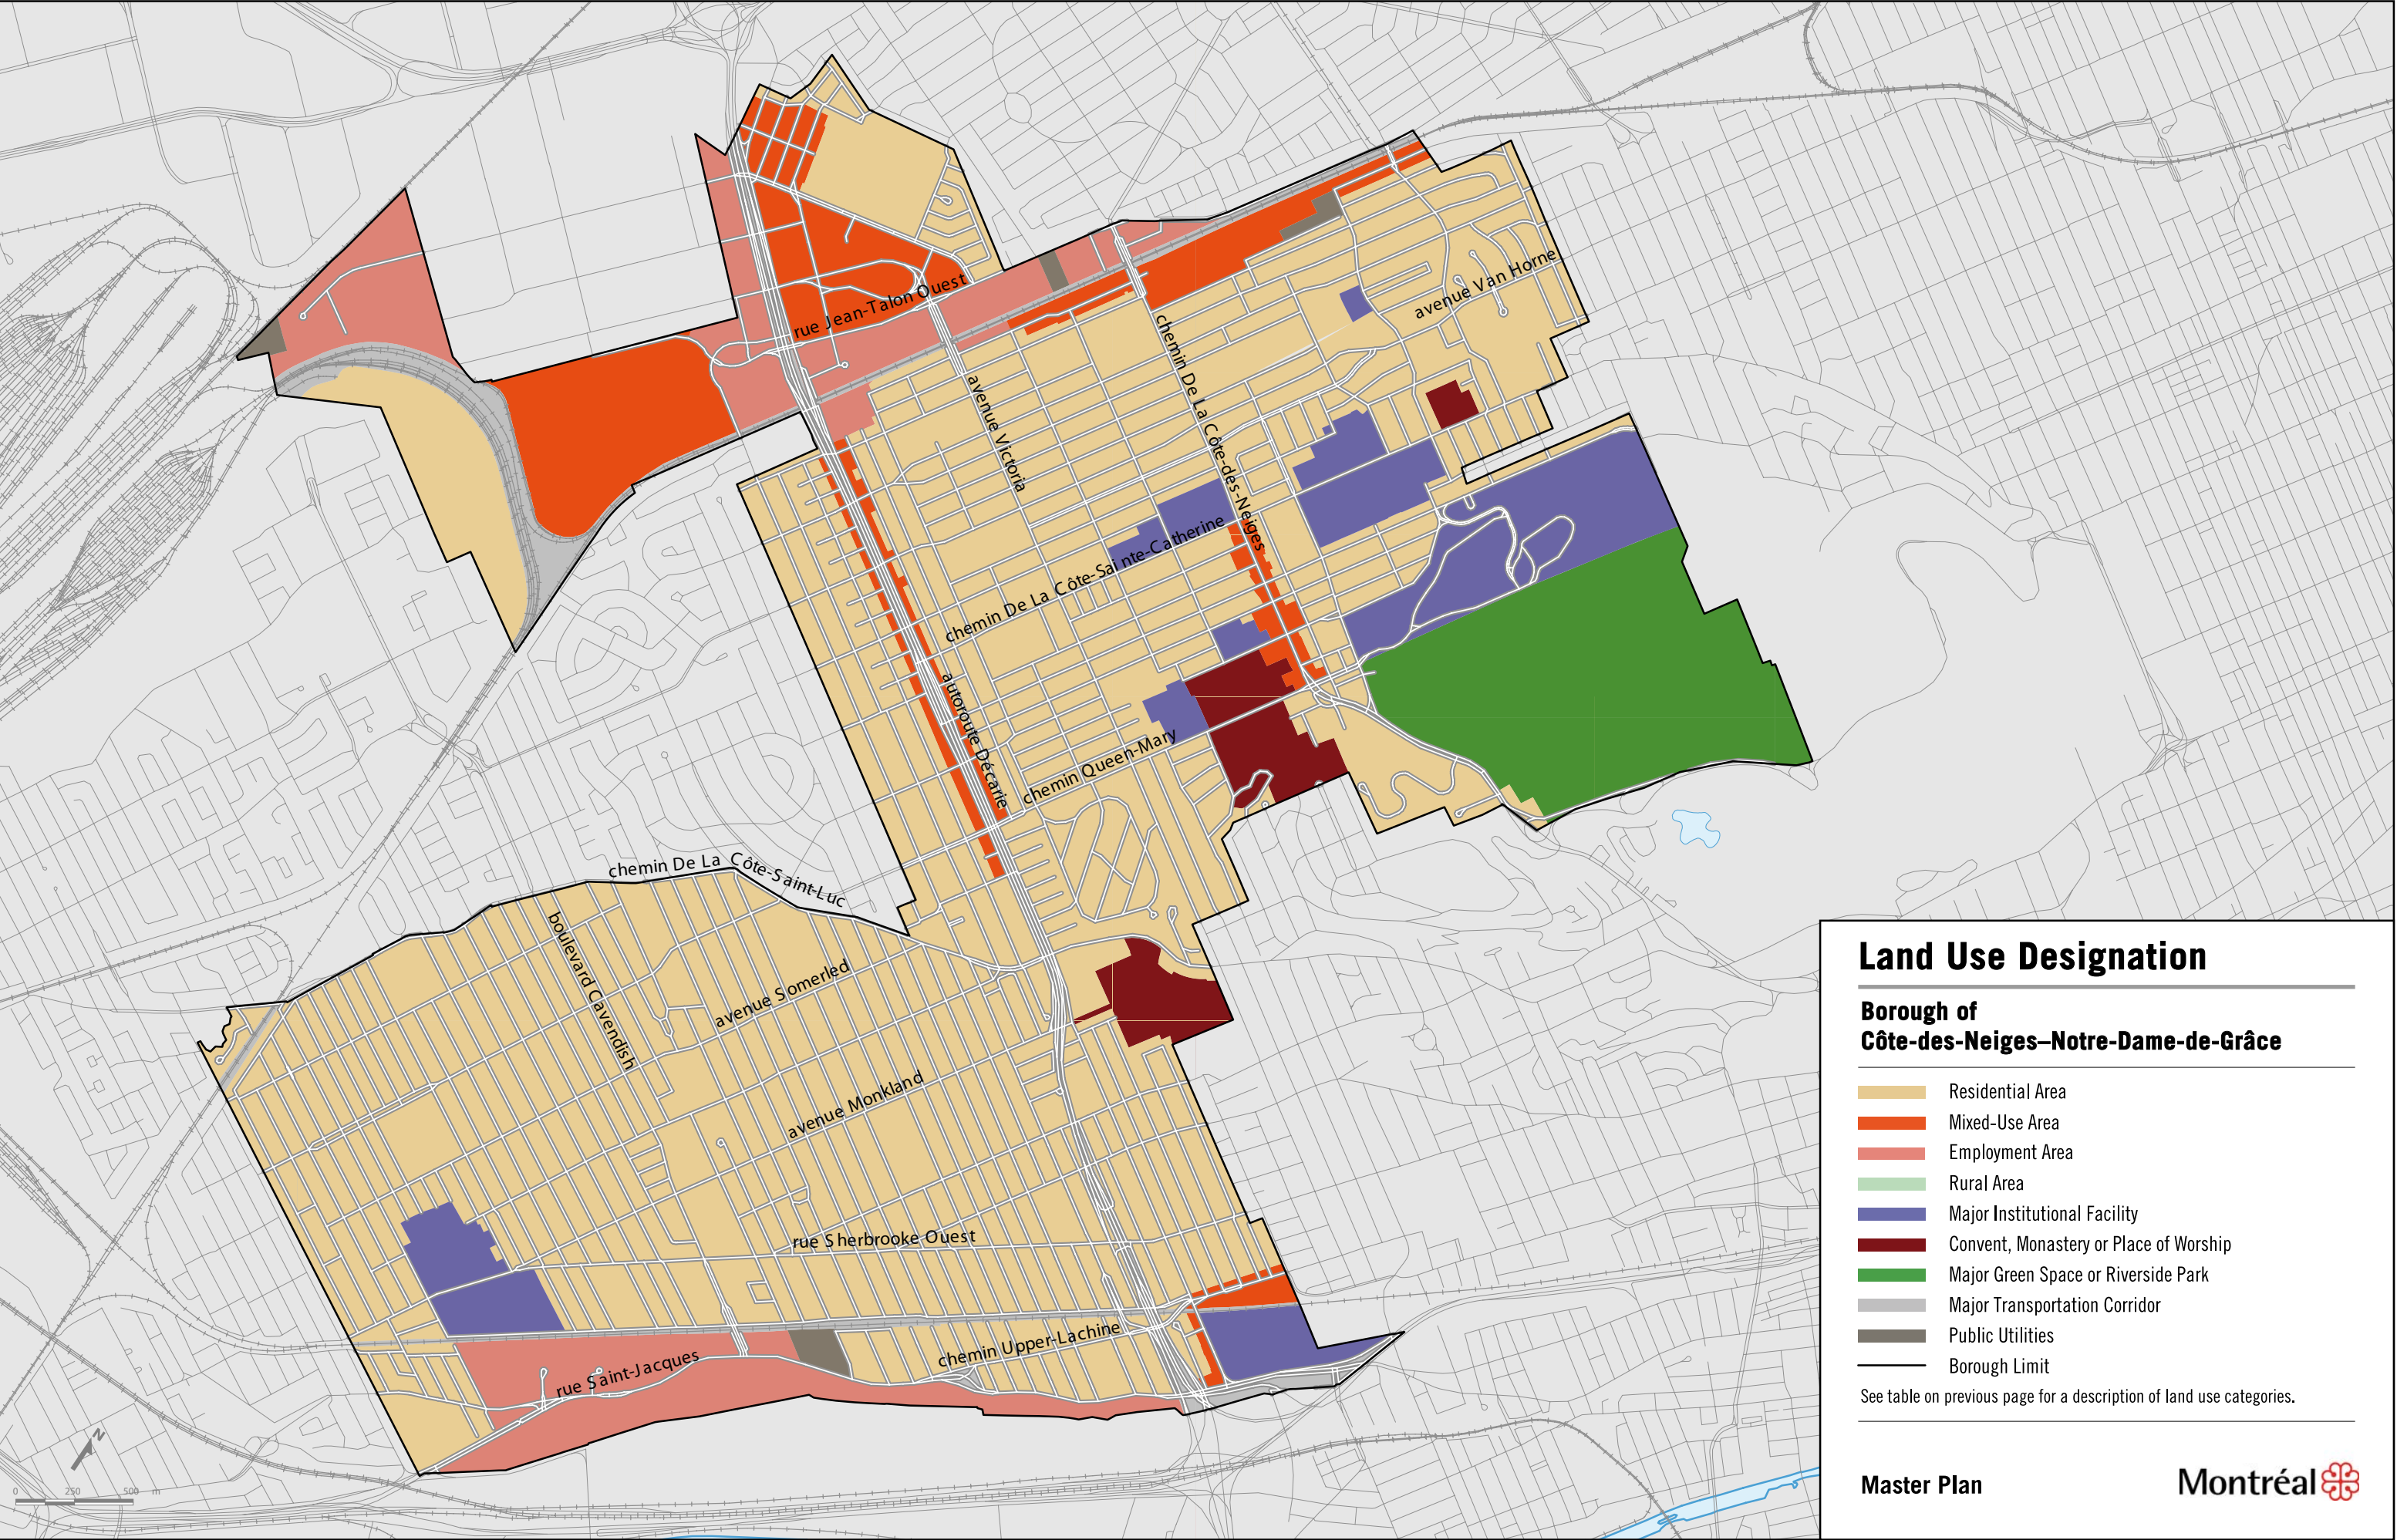 rue Jean-Talon Ouest
avenue Van Horne
chemin De La Côte-des-Neiges
avenue Victoria
chemin De La Côte-Sainte-Catherine
autoroute Décarie
chemin Queen-Mary
chemin De La Côte-Saint-Luc
boulevard Cavendish
avenue Somerled
avenue Monkland
rue Sherbrooke Ouest
chemin Upper-Lachine
rue Saint-Jacques
N
0 250 500 m
Land Use Designation
Borough of
Côte-des-Neiges–Notre-Dame-de-Grâce
Residential Area
Mixed-Use Area
Employment Area
Rural Area
Major Institutional Facility
Convent, Monastery or Place of Worship
Major Green Space or Riverside Park
Major Transportation Corridor
Public Utilities
Borough Limit
See table on previous page for a description of land use categories.
Master Plan
Montréal